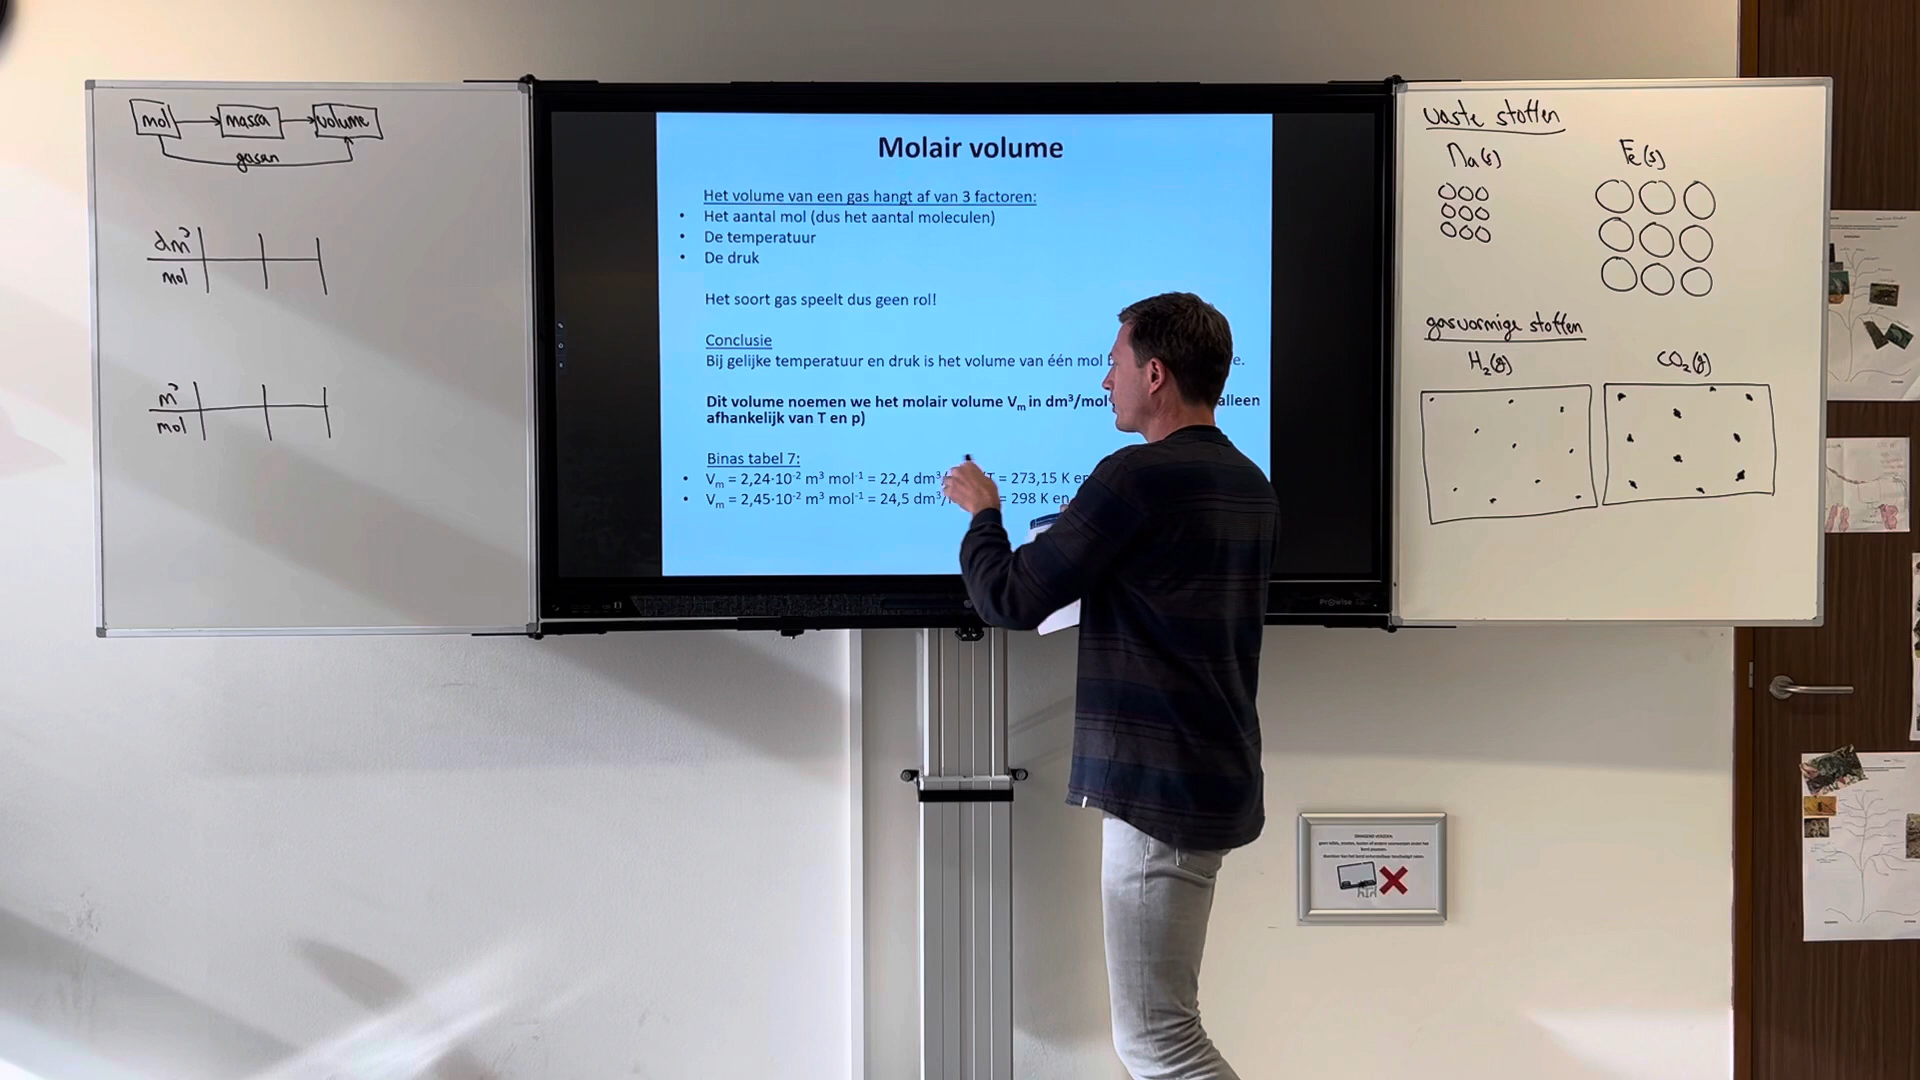 mol massa volume
gassen
dm³
mol
m³
mol
Molair volume
Het volume van een gas hangt af van 3 factoren:
• Het aantal mol (dus het aantal moleculen)
• De temperatuur
• De druk
Het soort gas speelt dus geen rol!
Conclusie
Bij gelijke temperatuur en druk is het volume van één mol
Dit volume noemen we het molair volume Vm in dm³/mol alleen
afhankelijk van T en p)
Binas tabel 7:
• Vm = 2,24·10⁻² m³ mol⁻¹ = 22,4 dm³/ T = 273,15 K en
• Vm = 2,45·10⁻² m³ mol⁻¹ = 24,5 dm³/ = 298 K en
Prowise
vaste stoffen
Na(s) Fe(s)
gasvormige stoffen
H₂(g) CO₂(g)